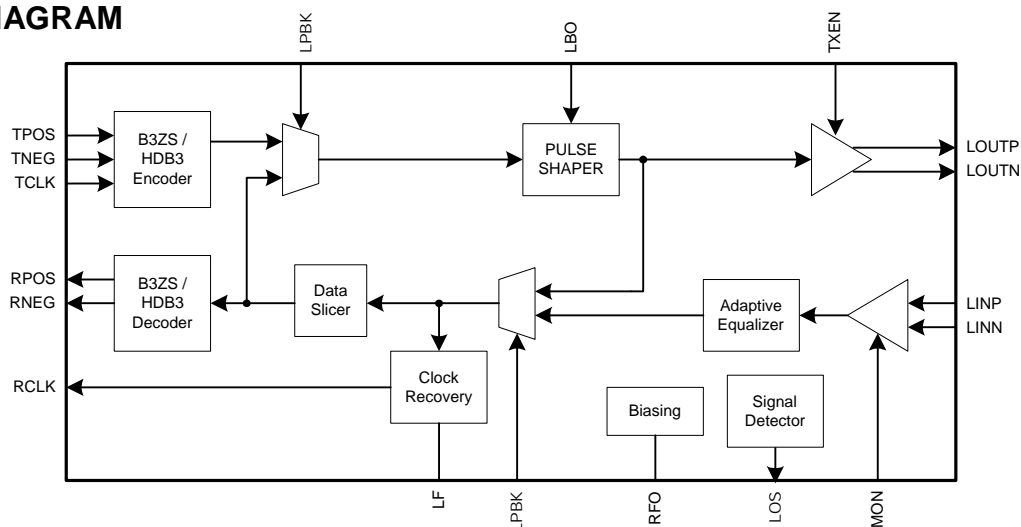 IAGRAM
LPBK
LBO
TXEN
TPOS
TNEG
TCLK
B3ZS /
HDB3
Encoder
PULSE
SHAPER
LOUTP
LOUTN
RPOS
RNEG
B3ZS /
HDB3
Decoder
Data
Slicer
Adaptive
Equalizer
LINP
LINN
RCLK
Clock
Recovery
Biasing
Signal
Detector
LF
LPBK
RFO
LOS
MON